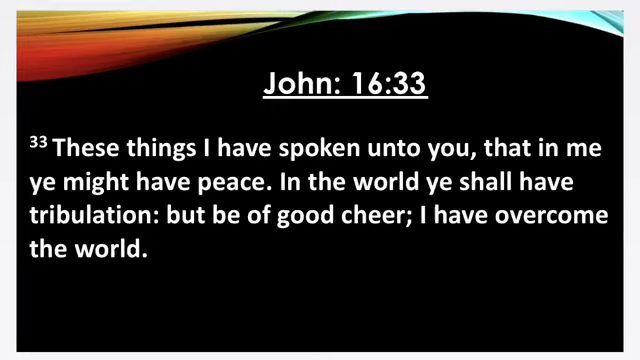 John: 16:33
33 These things I have spoken unto you, that in me
ye might have peace. In the world ye shall have
tribulation: but be of good cheer; I have overcome
the world.